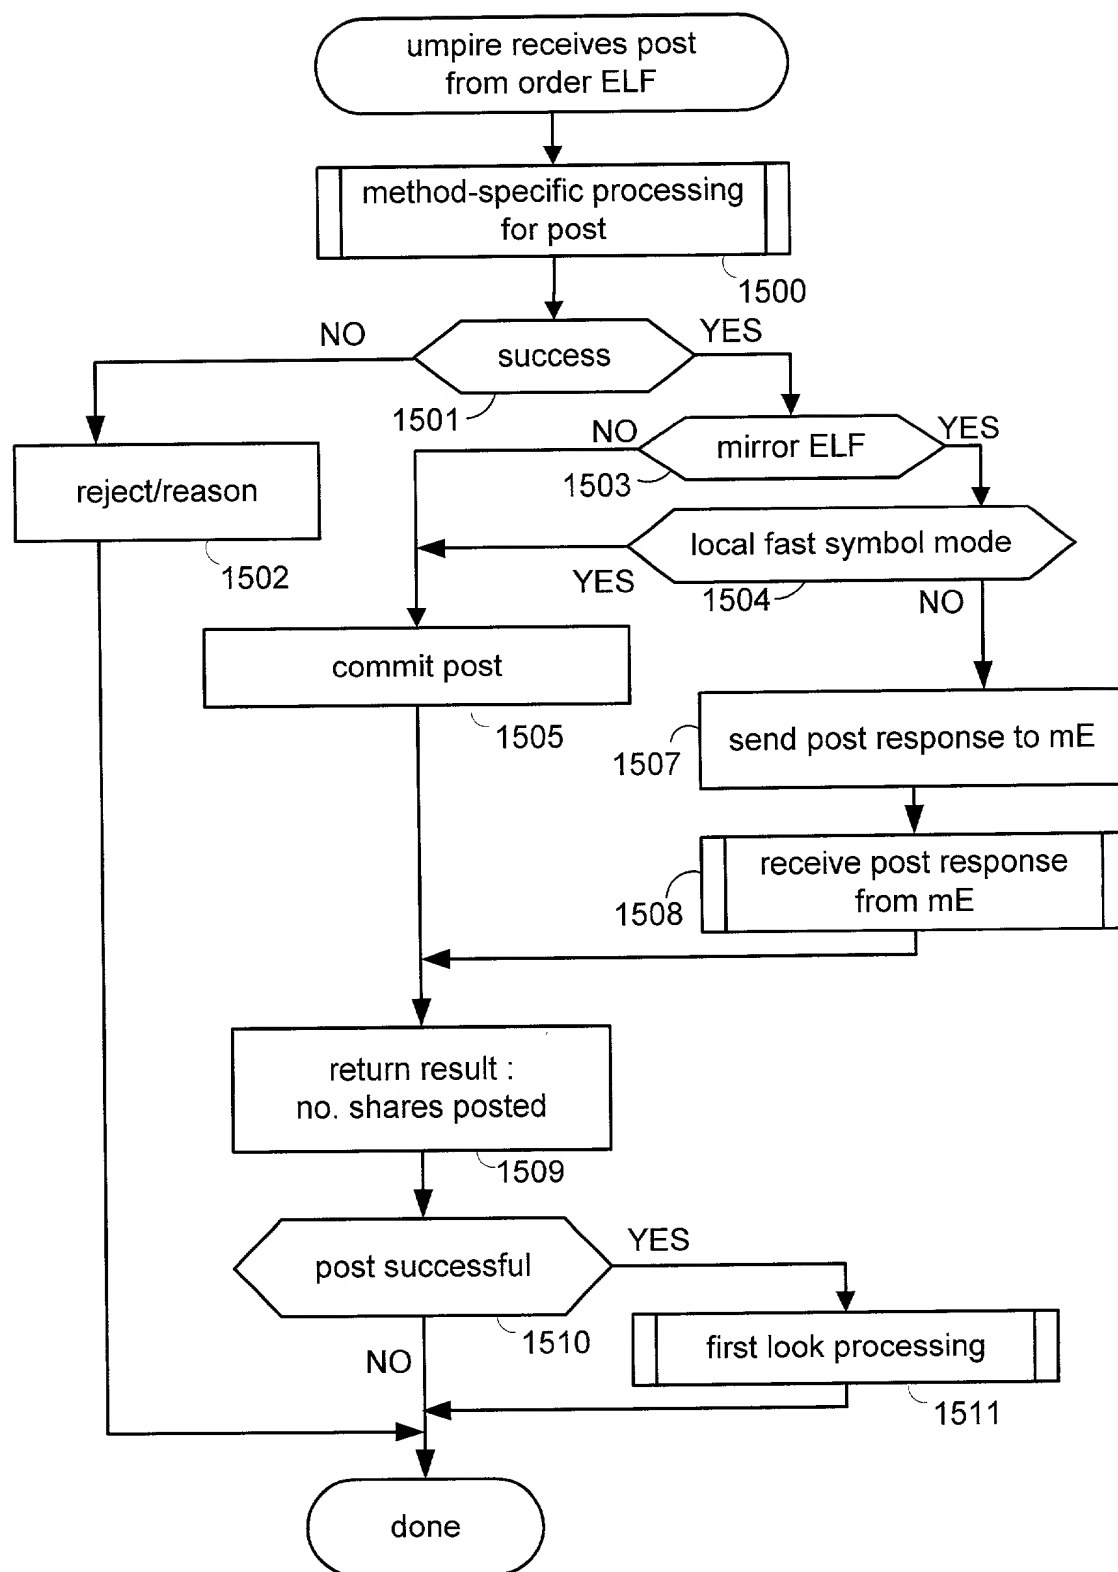 umpire receives post
from order ELF
method-specific processing
for post
1500
NO
YES
success
1501
NO
YES
mirror ELF
1503
reject/reason
1502
local fast symbol mode
YES
1504
NO
commit post
1505
send post response to mE
1507
receive post response
from mE
1508
return result :
no. shares posted
1509
YES
post successful
1510
NO
first look processing
1511
done